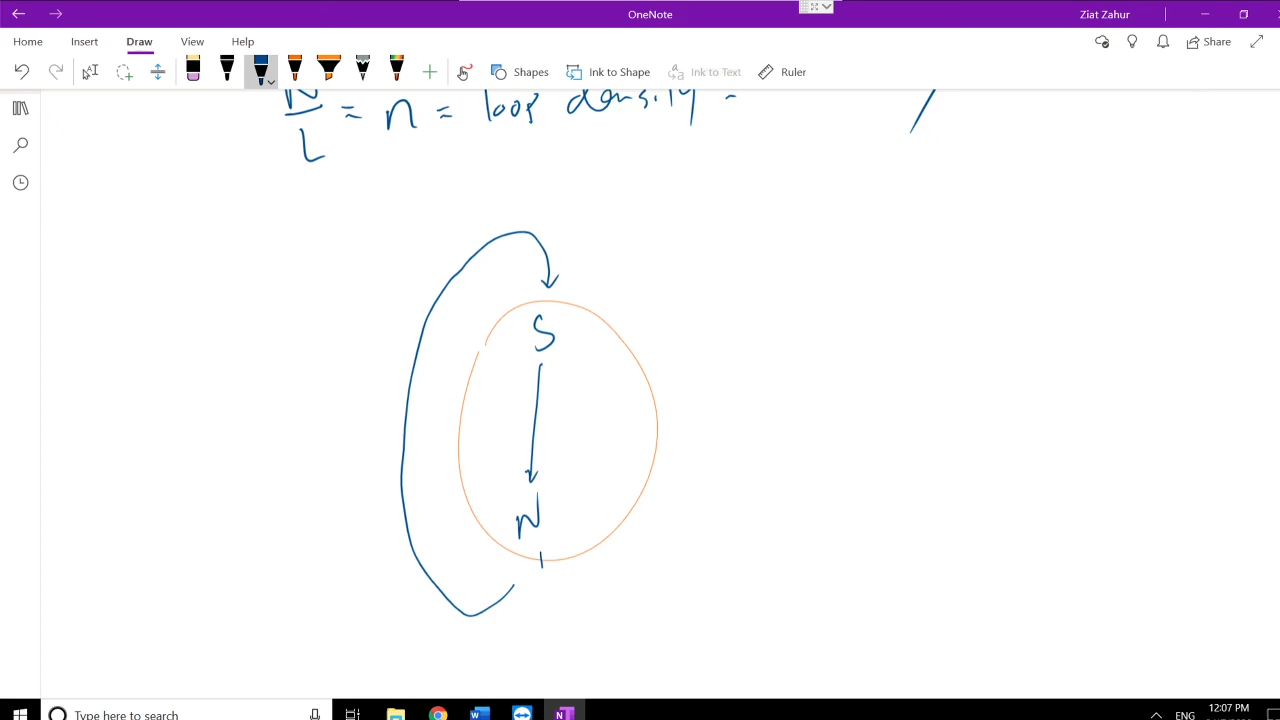 OneNote
Ziat Zahur
Home Insert Draw View Help
Share
Shapes Ink to Shape Ink to Text Ruler
N/L = n = loop density =
S
N
Type here to search
ENG
12:07 PM